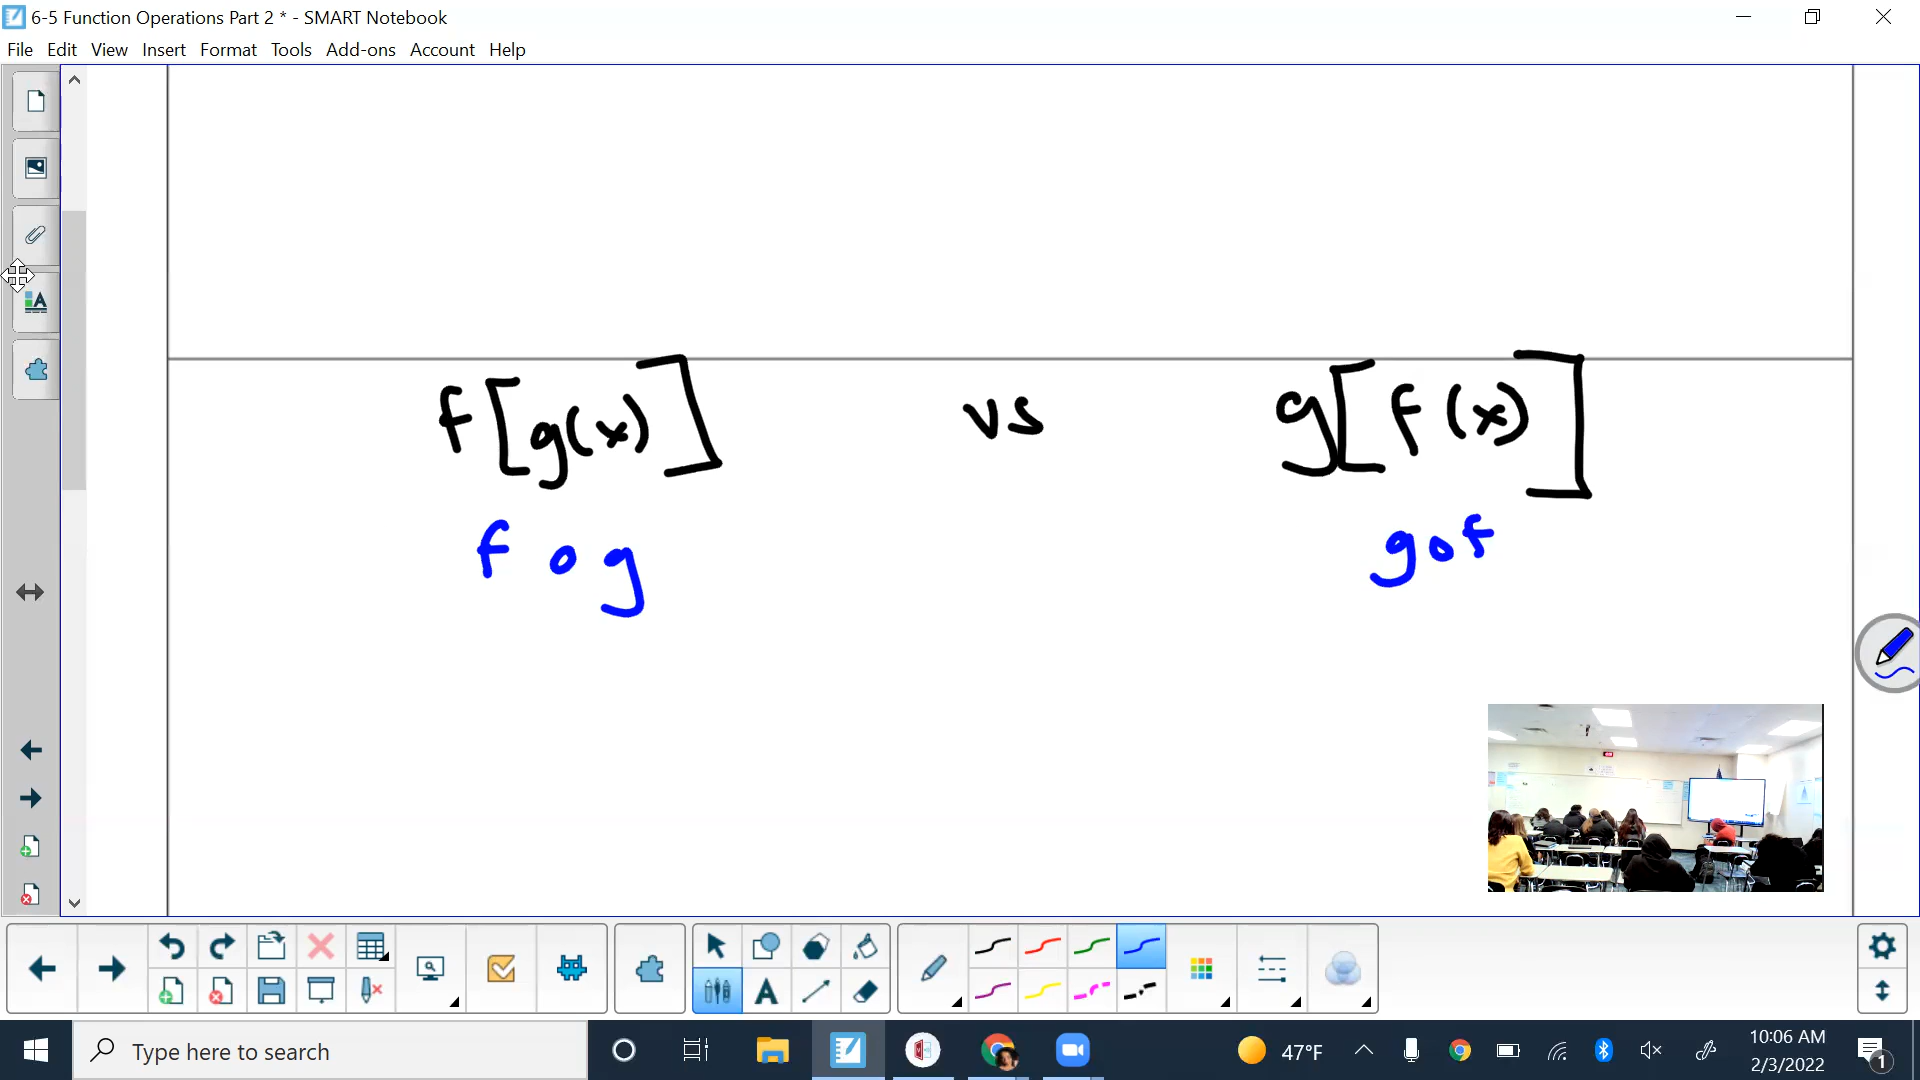 6-5 Function Operations Part 2 * - SMART Notebook
File Edit View Insert Format Tools Add-ons Account Help
f[g(x)] vs g[f(x)]
f o g g o f
Type here to search
47°F
10:06 AM
2/3/2022
1